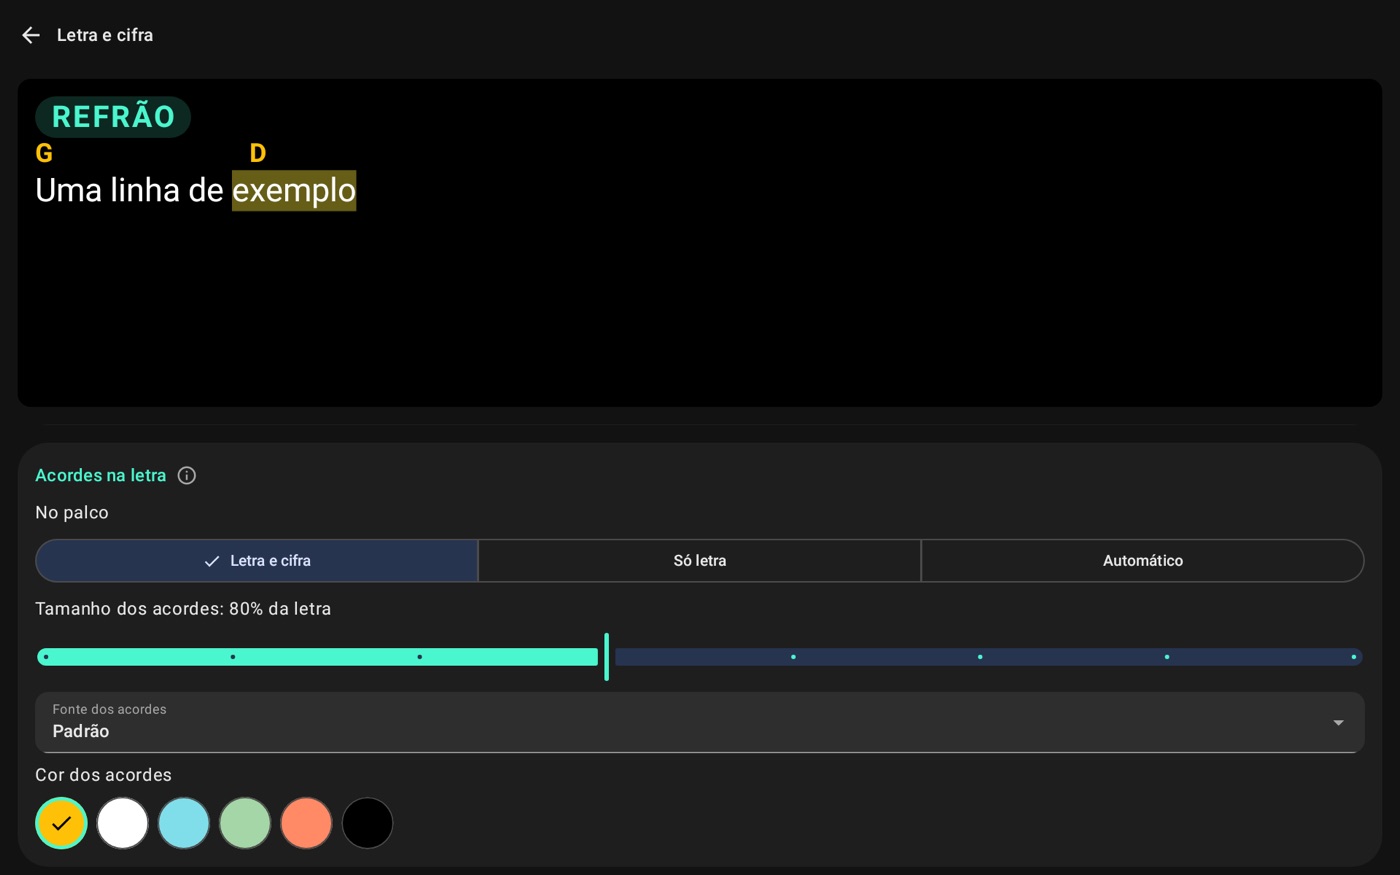 Letra e cifra
REFRÃO
G D
Uma linha de exemplo
Acordes na letra
No palco
Letra e cifra
Só letra
Automático
Tamanho dos acordes: 80% da letra
Fonte dos acordes
Padrão
Cor dos acordes